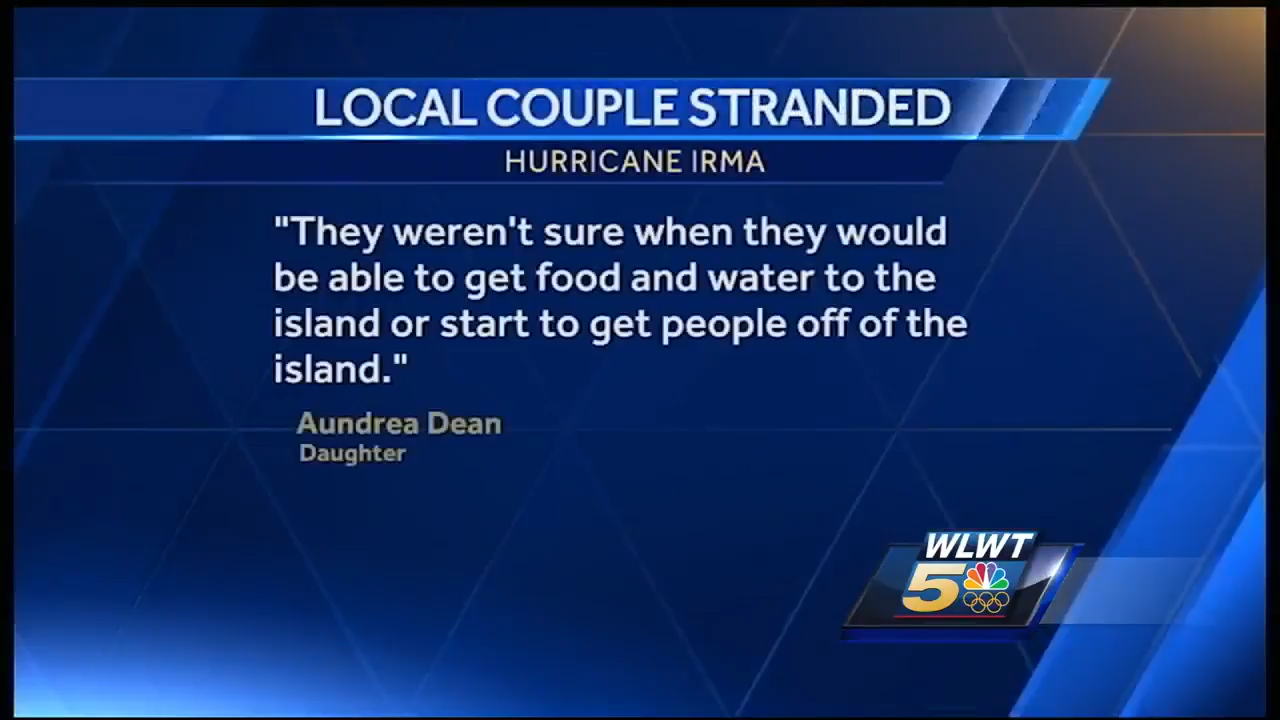 LOCAL COUPLE STRANDED
HURRICANE IRMA
"They weren't sure when they would
be able to get food and water to the
island or start to get people off of the
island."
Aundrea Dean
Daughter
WLWT
5